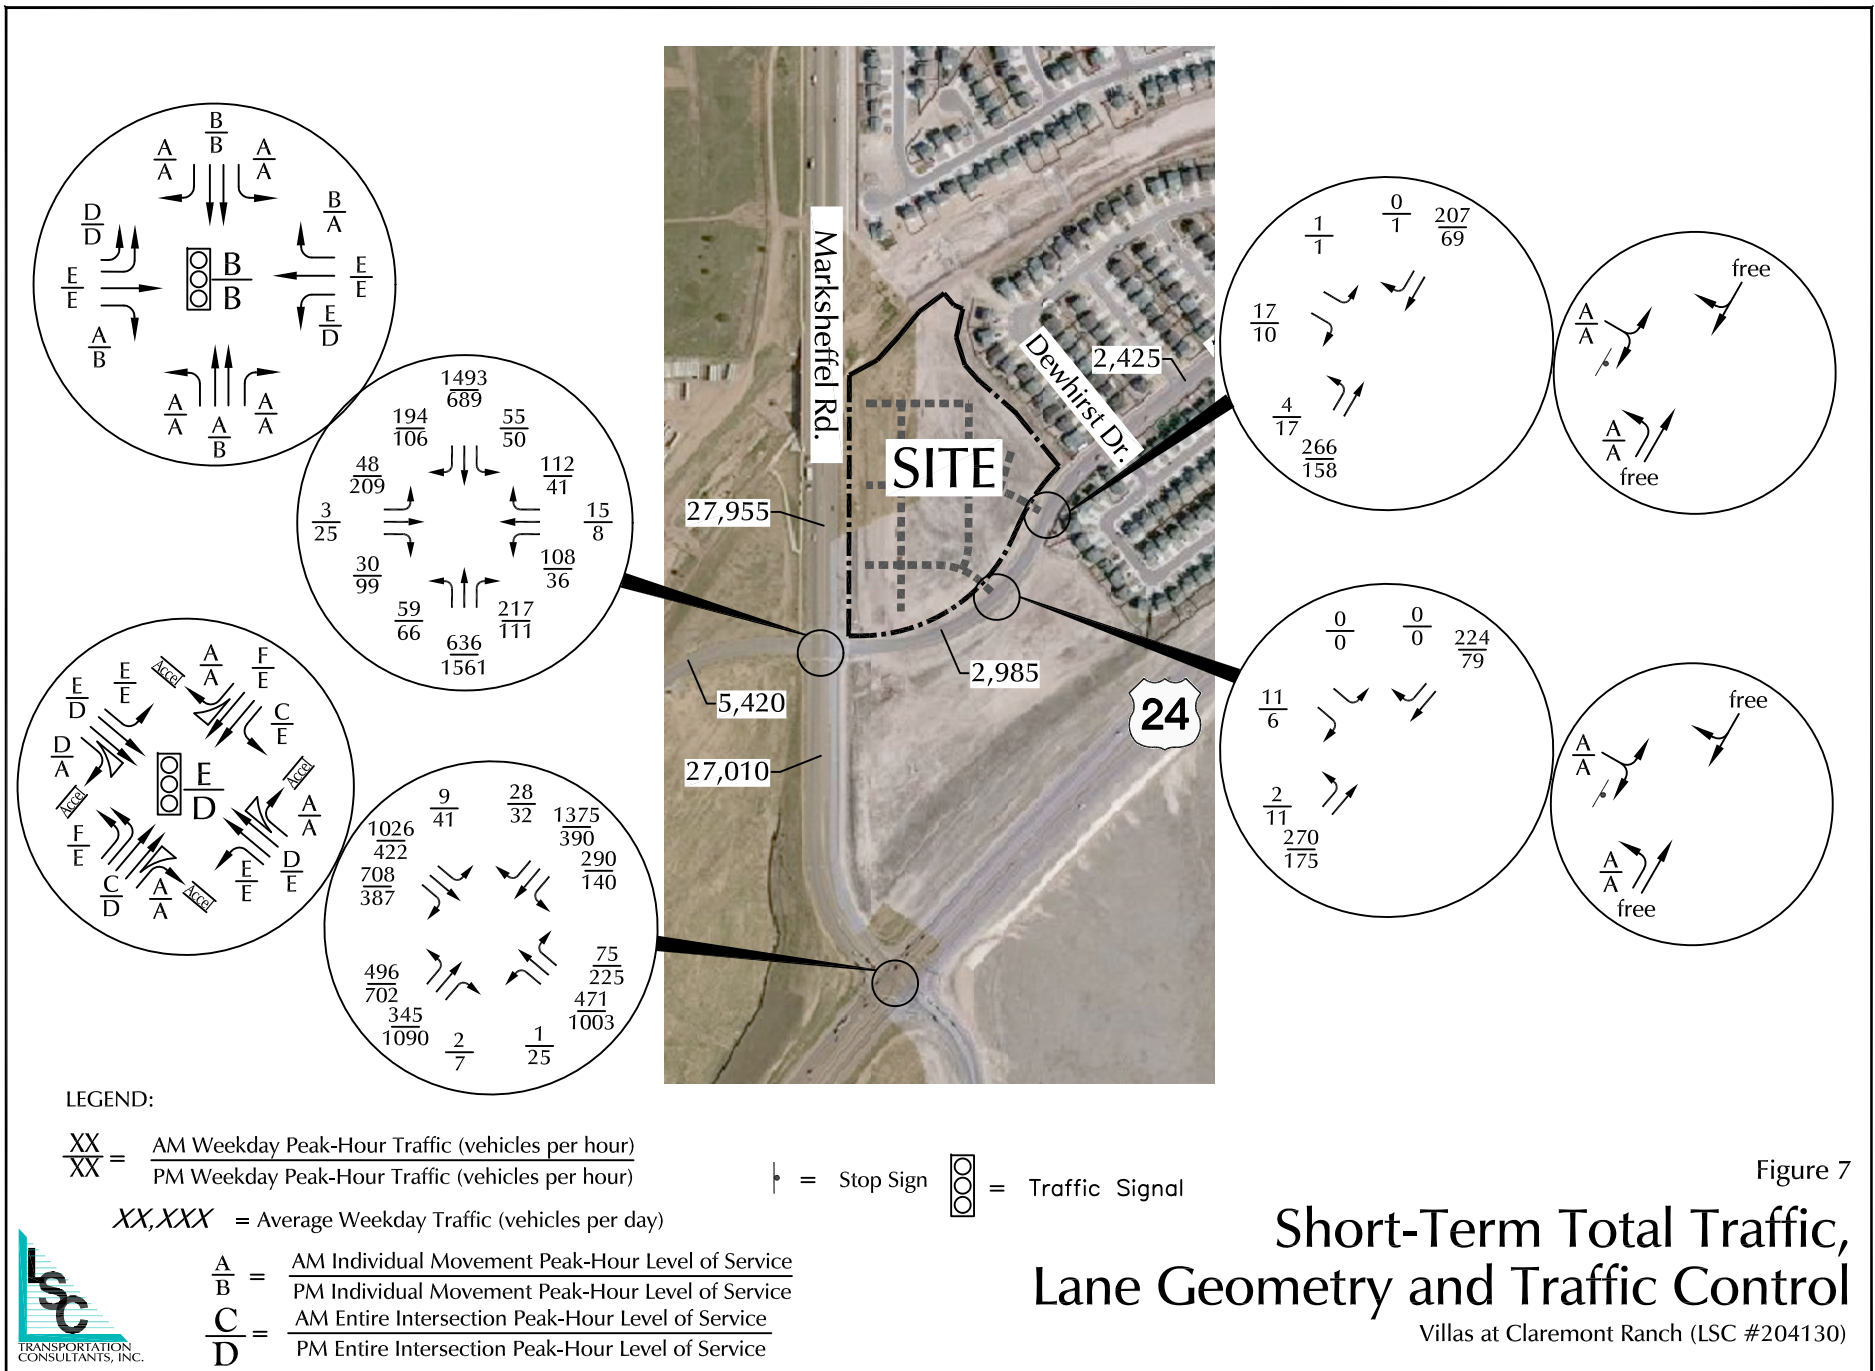 B
B
A
A
A
A
D
D
B
A
E
E
B
B
E
E
A
B
E
D
A
A
A
B
A
A
1493
689
194
106
55
50
48
209
112
41
3
25
15
8
30
99
108
36
59
66
217
111
636
1561
E
D
E
E
Accel
A
A
F
E
C
E
D
A
E
D
Accel
Accel
A
A
F
E
C
D
A
A
Accel
E
E
D
E
9
41
28
32
1375
390
1026
422
290
140
708
387
496
702
75
225
345
1090
471
1003
2
7
1
25
Marksheffel Rd.
Dewhirst Dr.
SITE
2,425
27,955
2,985
5,420
27,010
24
1
1
0
1
207
69
17
10
4
17
266
158
free
A
A
A
A
free
0
0
0
0
224
79
11
6
2
11
270
175
free
A
A
A
A
free
LEGEND:
XX
XX = AM Weekday Peak-Hour Traffic (vehicles per hour)
PM Weekday Peak-Hour Traffic (vehicles per hour)
XX,XXX = Average Weekday Traffic (vehicles per day)
A
B = AM Individual Movement Peak-Hour Level of Service
PM Individual Movement Peak-Hour Level of Service
C
D = AM Entire Intersection Peak-Hour Level of Service
PM Entire Intersection Peak-Hour Level of Service
= Stop Sign
= Traffic Signal
LSC
TRANSPORTATION
CONSULTANTS, INC.
Figure 7
Short-Term Total Traffic,
Lane Geometry and Traffic Control
Villas at Claremont Ranch (LSC #204130)